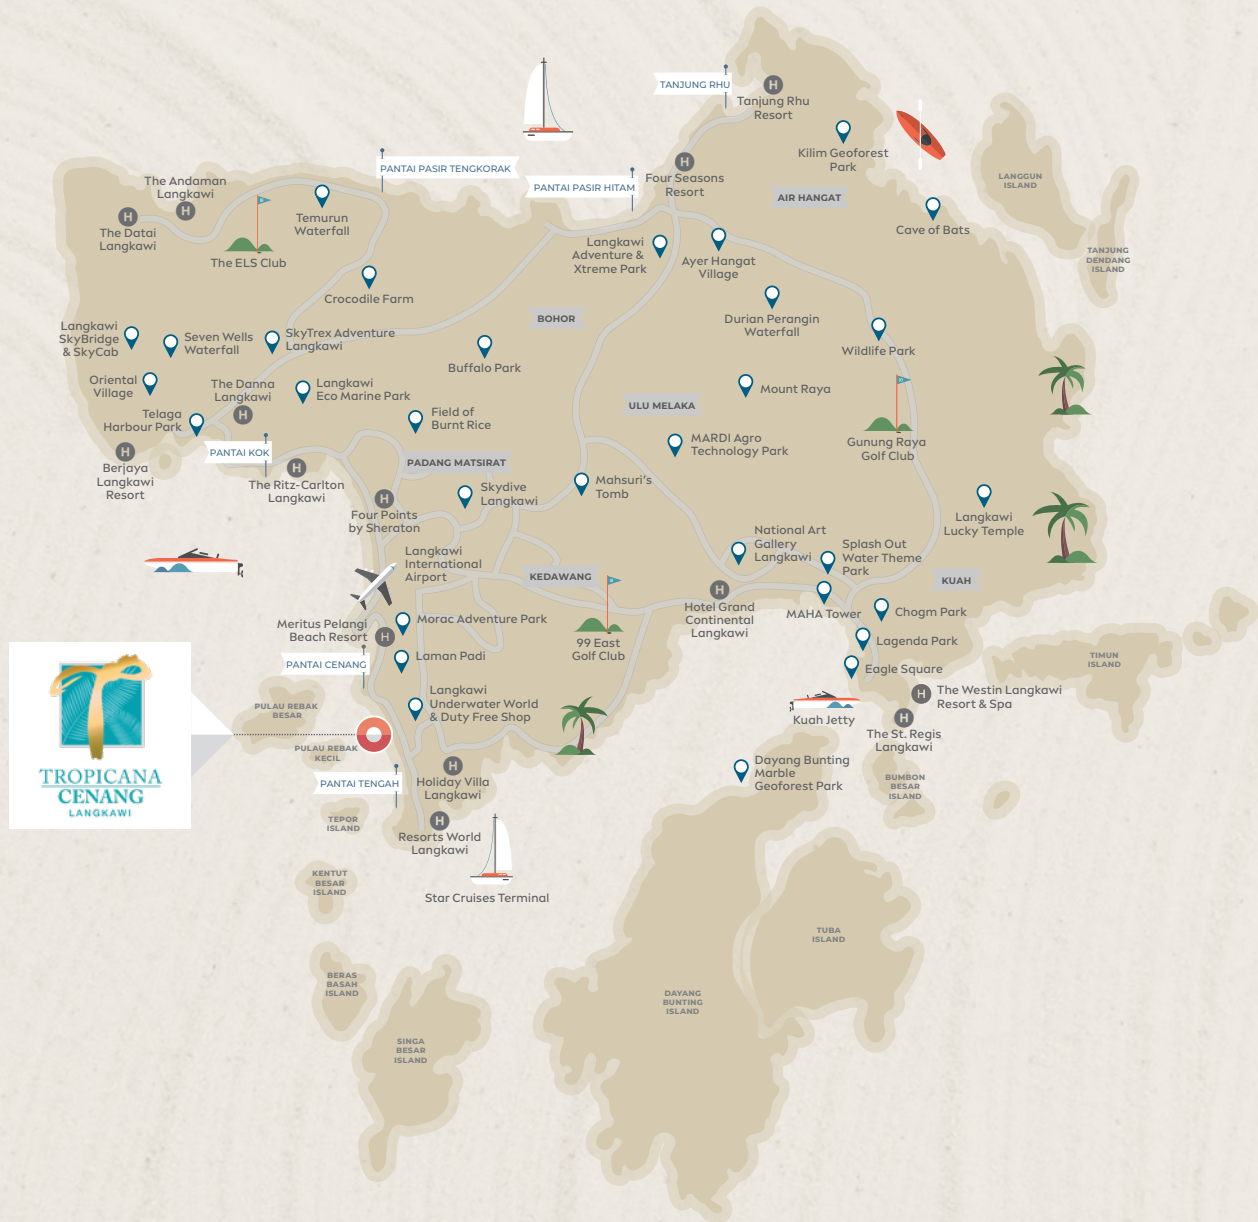 TANJUNG RHU
Tanjung Rhu
Resort
Kilim Geoforest
Park
PANTAI PASIR TENGKORAK
PANTAI PASIR HITAM
Four Seasons
Resort
AIR HANGAT
LANGGUN
ISLAND
The Andaman
Langkawi
The Datai
Langkawi
Temurun
Waterfall
The ELS Club
Cave of Bats
TANJUNG
DENDANG
ISLAND
Langkawi
Adventure &
Xtreme Park
Ayer Hangat
Village
Crocodile Farm
BOHOR
Durian Perangin
Waterfall
Wildlife Park
Langkawi
SkyBridge
& SkyCab
Seven Wells
Waterfall
SkyTrex Adventure
Langkawi
Buffalo Park
Oriental
Village
The Danna
Langkawi
Langkawi
Eco Marine Park
Mount Raya
ULU MELAKA
Telaga
Harbour Park
Field of
Burnt Rice
MARDI Agro
Technology Park
Gunung Raya
Golf Club
PANTAI KOK
PADANG MATSIRAT
Berjaya
Langkawi
Resort
The Ritz-Carlton
Langkawi
Skydive
Langkawi
Mahsuri's
Tomb
Four Points
by Sheraton
Langkawi
Lucky Temple
National Art
Gallery
Langkawi
Splash Out
Water Theme
Park
Langkawi
International
Airport
KEDAWANG
KUAH
Hotel Grand
Continental
Langkawi
MAHA Tower
Chogm Park
Meritus Pelangi
Beach Resort
Morac Adventure Park
99 East
Golf Club
Lagenda Park
PANTAI CENANG
Laman Padi
Eagle Square
TIMUN
ISLAND
Langkawi
Underwater World
& Duty Free Shop
The Westin Langkawi
Resort & Spa
Kuah Jetty
The St. Regis
Langkawi
PULAU REBAK
BESAR
PULAU REBAK
KECIL
TROPICANA
CENANG
LANGKAWI
PANTAI TENGAH
Holiday Villa
Langkawi
Dayang Bunting
Marble
Geoforest Park
BUMBON
BESAR
ISLAND
TEPOR
ISLAND
Resorts World
Langkawi
KENTUT
BESAR
ISLAND
Star Cruises Terminal
TUBA
ISLAND
BERAS
BASAH
ISLAND
DAYANG
BUNTING
ISLAND
SINGA
BESAR
ISLAND
H
H
H
H
H
H
H
H
H
H
H
H
H
H